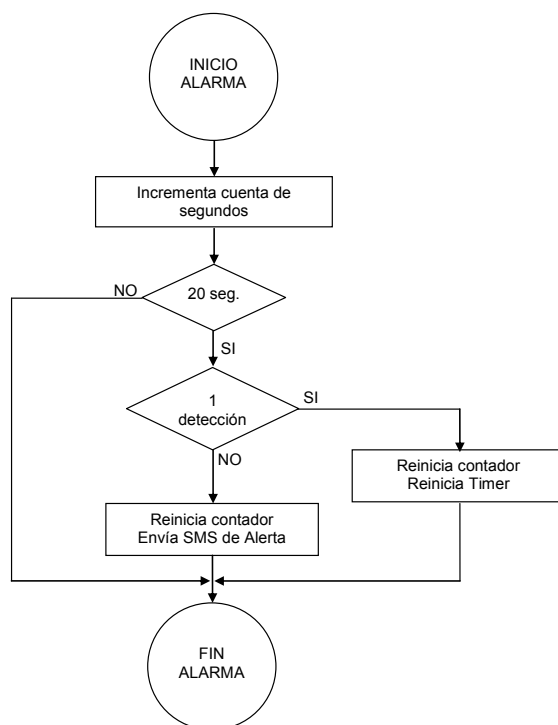 INICIO
ALARMA
Incrementa cuenta de
segundos
20 seg.
NO
SI
1
detección
SI
NO
Reinicia contador
Reinicia Timer
Reinicia contador
Envía SMS de Alerta
FIN
ALARMA